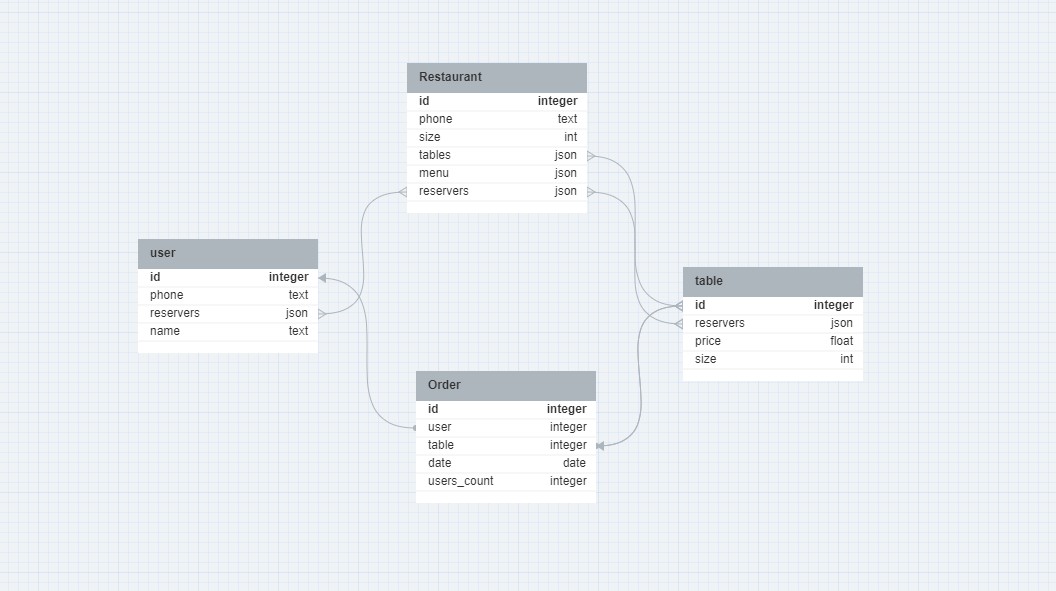 Restaurant
id integer
phone text
size int
tables json
menu json
reservers json
user
id integer
phone text
reservers json
name text
table
id integer
reservers json
price float
size int
Order
id integer
user integer
table integer
date date
users_count integer